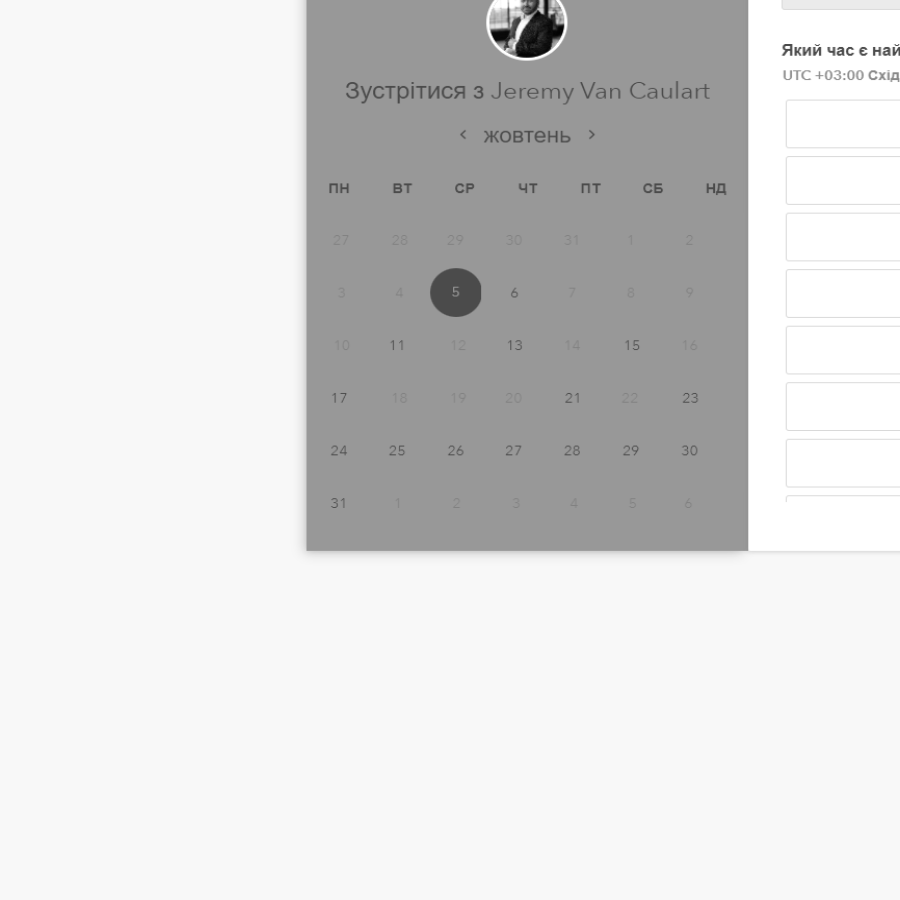 Зустрітися з Jeremy Van Caulart
жовтень
ПН ВТ СР ЧТ ПТ СБ НД
27 28 29 30 31 1 2
3 4 5 6 7 8 9
10 11 12 13 14 15 16
17 18 19 20 21 22 23
24 25 26 27 28 29 30
31 1 2 3 4 5 6
Який час є най
UTC +03:00 Схід